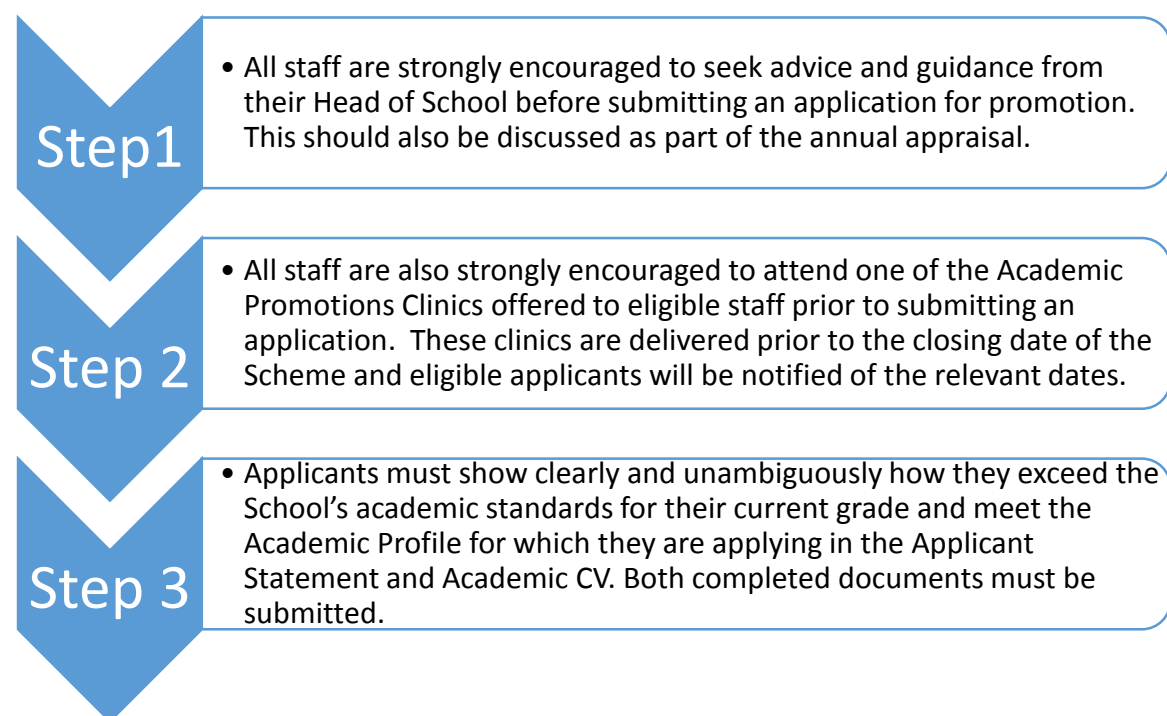 Step1
• All staff are strongly encouraged to seek advice and guidance from
their Head of School before submitting an application for promotion.
This should also be discussed as part of the annual appraisal.
Step 2
• All staff are also strongly encouraged to attend one of the Academic
Promotions Clinics offered to eligible staff prior to submitting an
application.  These clinics are delivered prior to the closing date of the
Scheme and eligible applicants will be notified of the relevant dates.
Step 3
• Applicants must show clearly and unambiguously how they exceed the
School’s academic standards for their current grade and meet the
Academic Profile for which they are applying in the Applicant
Statement and Academic CV. Both completed documents must be
submitted.